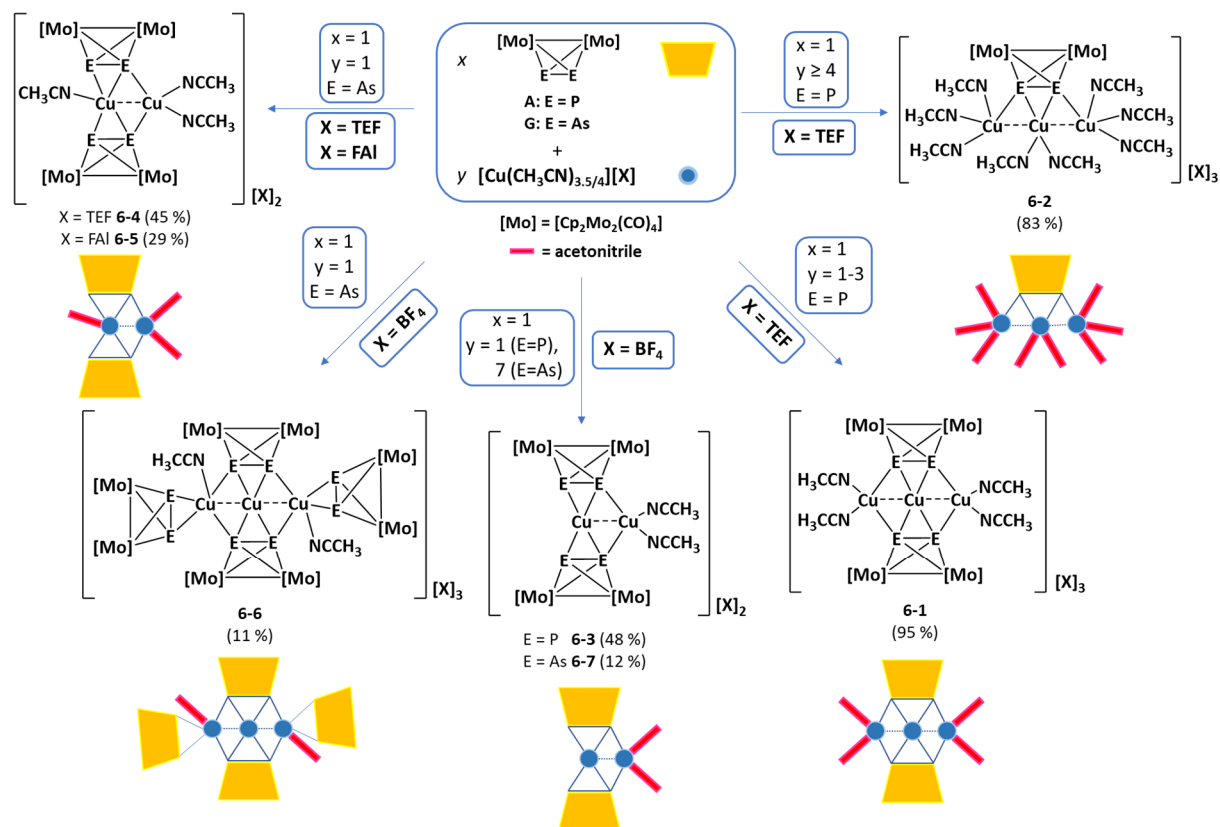 [Mo] [Mo]
E E
CH₃CN NCCH₃
Cu Cu
NCCH₃
E E
[Mo] [Mo]
[X]₂
X = TEF 6-4 (45 %)
X = FAl 6-5 (29 %)
x = 1
y = 1
E = As
X = TEF
X = FAl
x
[Mo] [Mo]
E E
A: E = P
G: E = As
+
y [Cu(CH₃CN)₃.₅/₄][X]
[Mo] = [Cp₂Mo₂(CO)₄]
= acetonitrile
x = 1
y ≥ 4
E = P
X = TEF
[Mo] [Mo]
E E
H₃CCN NCCH₃
Cu Cu Cu
H₃CCN H₃CCN NCCH₃ NCCH₃
[X]₃
6-2
(83 %)
x = 1
y = 1
E = As
X = BF₄
x = 1
y = 1 (E=P),
7 (E=As)
X = BF₄
x = 1
y = 1-3
E = P
X = TEF
[Mo] [Mo]
H₃CCN
E E
[Mo] E E [Mo]
Cu Cu Cu
[Mo] E E [Mo]
E E NCCH₃
[Mo] [Mo]
[X]₃
6-6
(11 %)
[Mo] [Mo]
E E
NCCH₃
Cu Cu
NCCH₃
E E
[Mo] [Mo]
[X]₂
E = P 6-3 (48 %)
E = As 6-7 (12 %)
[Mo] [Mo]
E E
H₃CCN NCCH₃
Cu Cu Cu
H₃CCN NCCH₃
E E
[Mo] [Mo]
[X]₃
6-1
(95 %)